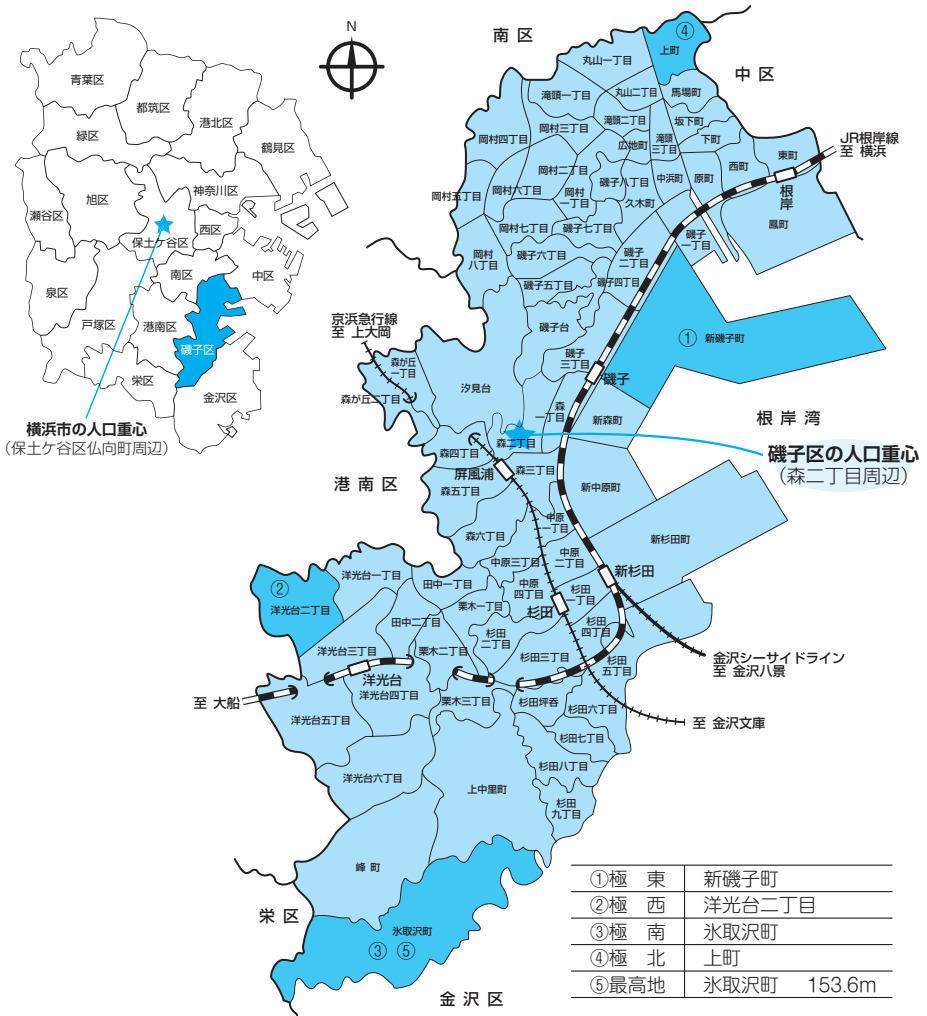 N
青葉区
都筑区
港北区
緑区
鶴見区
旭区
神奈川区
瀬谷区
西区
保土ケ谷区
泉区
南区
中区
戸塚区
港南区
磯子区
栄区
金沢区
横浜市の人口重心
(保土ケ谷区仏向町周辺)
南 区
④
上町
中 区
丸山一丁目
滝頭一丁目
丸山二丁目
馬場町
岡村四丁目
岡村三丁目
滝頭二丁目
坂下町
広地町
滝頭
三丁目
下町
JR根岸線
至 横浜
岡村二丁目
西町
東町
岡村五丁目
岡村六丁目
岡村
一丁目
磯子八丁目
中浜町
原町
根岸
久木町
鳳町
岡村七丁目
磯子七丁目
磯子
一丁目
岡村
八丁目
磯子六丁目
磯子
二丁目
磯子五丁目
磯子四丁目
京浜急行線
至 上大岡
磯子台
① 新磯子町
森が丘
一丁目
汐見台
磯子
三丁目
磯子
森が丘二丁目
森
一丁目
新森町
根 岸 湾
森二丁目
磯子区の人口重心
(森二丁目周辺)
森四丁目
屏風浦
森三丁目
港 南 区
森五丁目
新中原町
森六丁目
中原
一丁目
新杉田町
中原三丁目
中原
二丁目
②
洋光台二丁目
洋光台一丁目
田中一丁目
中原
四丁目
新杉田
栗木一丁目
杉田
杉田
一丁目
田中二丁目
杉田
二丁目
杉田
四丁目
洋光台三丁目
栗木二丁目
杉田三丁目
杉田
五丁目
金沢シーサイドライン
至 金沢八景
洋光台
至 大船
洋光台四丁目
栗木三丁目
杉田坪呑
杉田六丁目
洋光台五丁目
至 金沢文庫
杉田七丁目
洋光台六丁目
上中里町
杉田八丁目
杉田
九丁目
峰 町
栄 区
氷取沢町
③ ⑤
金 沢 区
①極 東 新磯子町
②極 西 洋光台二丁目
③極 南 氷取沢町
④極 北 上町
⑤最高地 氷取沢町 153.6m